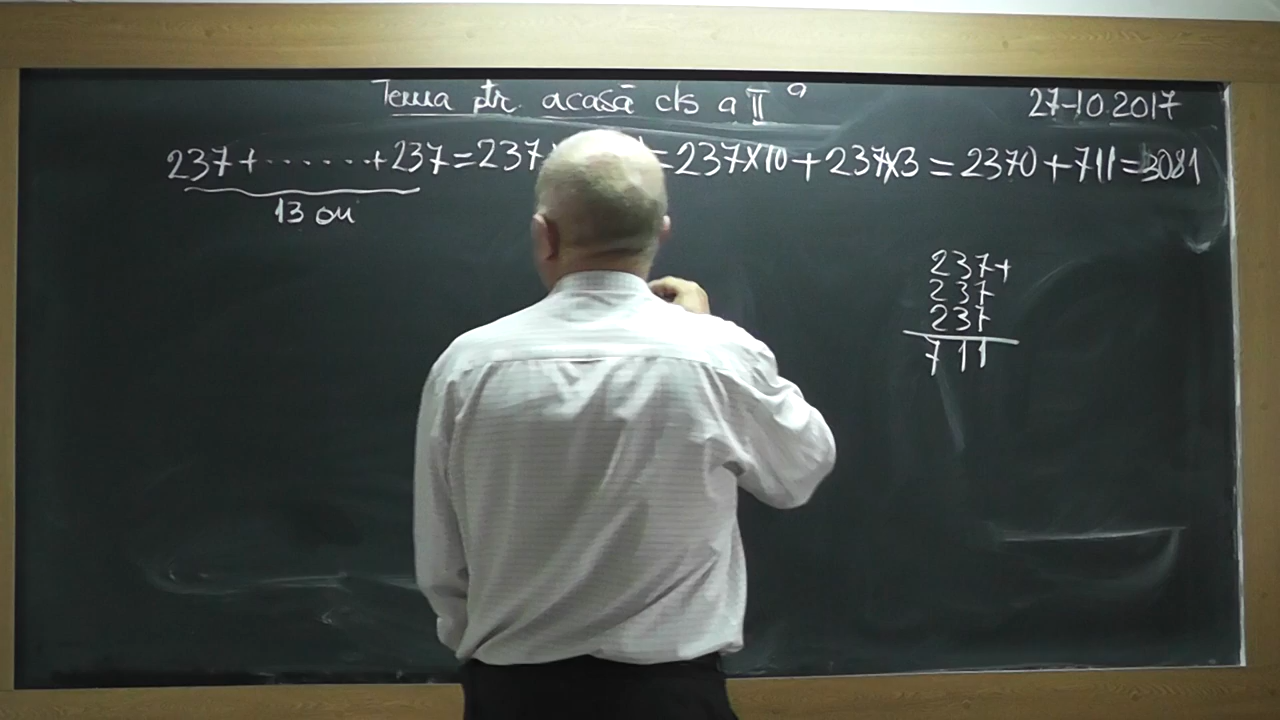 Tema ptr. acasă cls a II a
27-10.2017
237+.......+237=237 =237x10+237x3=2370+711=3081
13 ori
237+
237
237
711